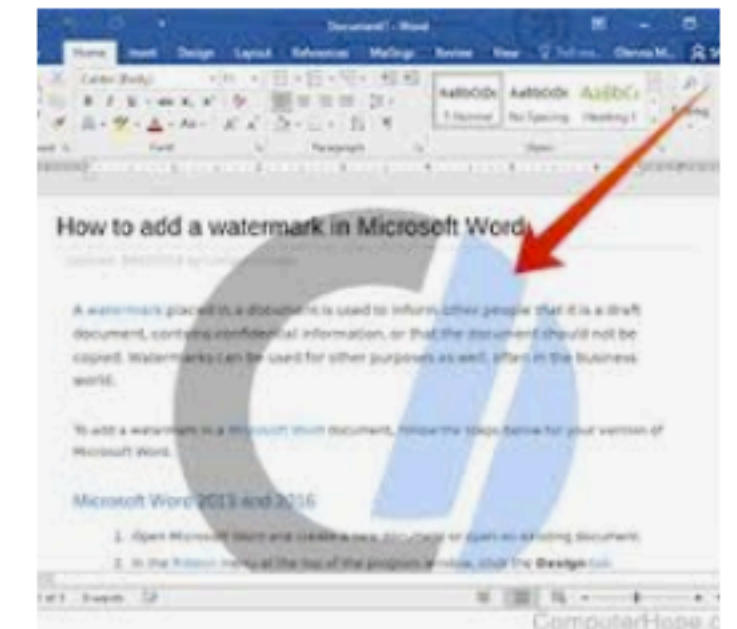 Document1 - Word
Home Insert Design Layout References Mailings Review View
Calibri (Body)
AaBbCcDc AaBbCcDc AaBbC
1 Normal No Spacing Heading 1
Font Paragraph Styles
How to add a watermark in Microsoft Word
A watermark placed in a document is used to inform other people that it is a draft
document, contains confidential information, or that the document should not be
copied. Watermarks can be used for other purposes as well, often in the business
world.
To add a watermark in a Microsoft Word document, follow the steps below for your version of
Microsoft Word.
Microsoft Word 2013 and 2016
1. Open Microsoft Word and create a new document or open an existing document.
2. In the Ribbon menu at the top of the program window, click the Design tab.
ComputerHope.c